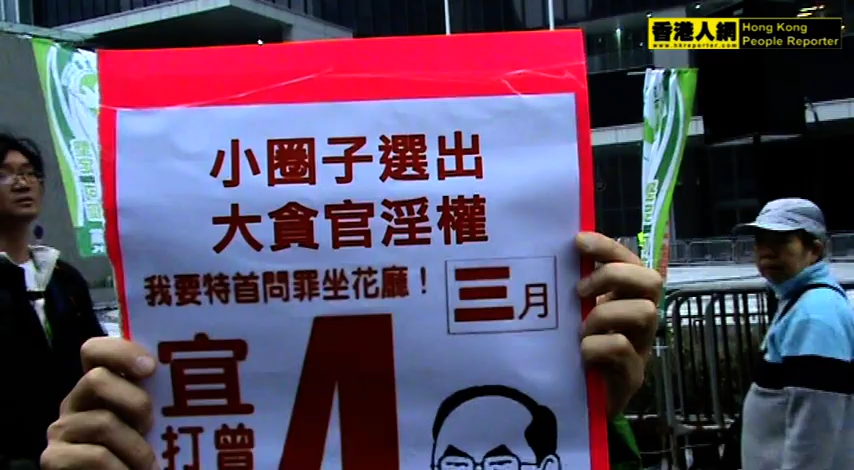 香港人網 Hong Kong
www.hkreporter.com People Reporter
小圈子選出
大貪官淫權
我要特首問罪坐花廳！
三月
宜
打曾
4